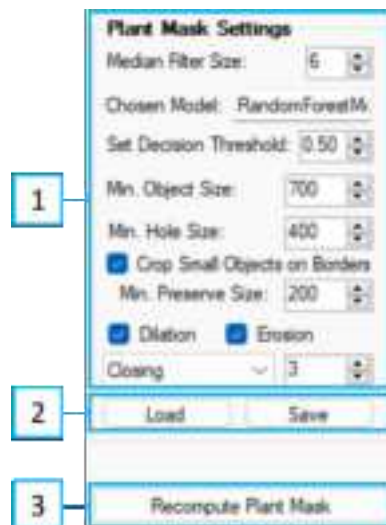 Plant Mask Settings
Median Filter Size: 6
Chosen Model: RandomForestM
Set Decision Threshold: 0.50
1
Min. Object Size: 700
Min. Hole Size: 400
Crop Small Objects on Borders
Min. Preserve Size: 200
Dilation Erosion
Closing 3
2 Load Save
3 Recompute Plant Mask